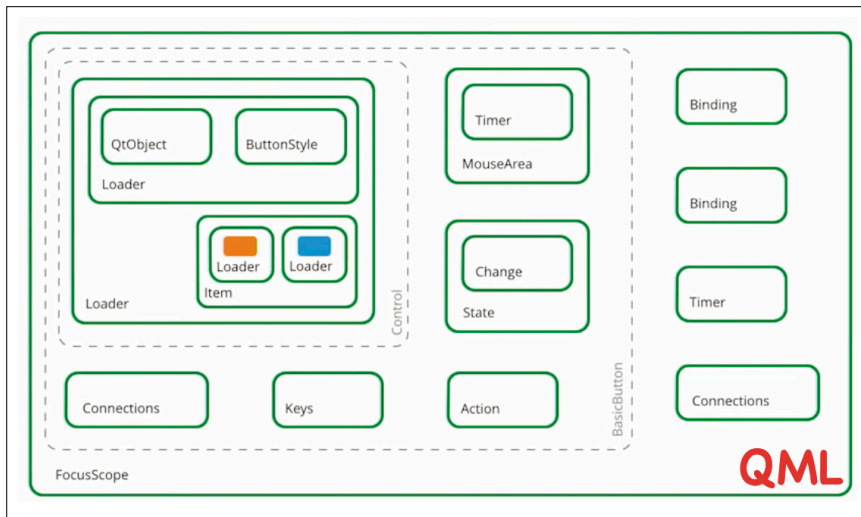 QtObject
ButtonStyle
Loader
Loader
Loader
Item
Loader
Control
Timer
MouseArea
Change
State
Connections
Keys
Action
BasicButton
FocusScope
Binding
Binding
Timer
Connections
QML